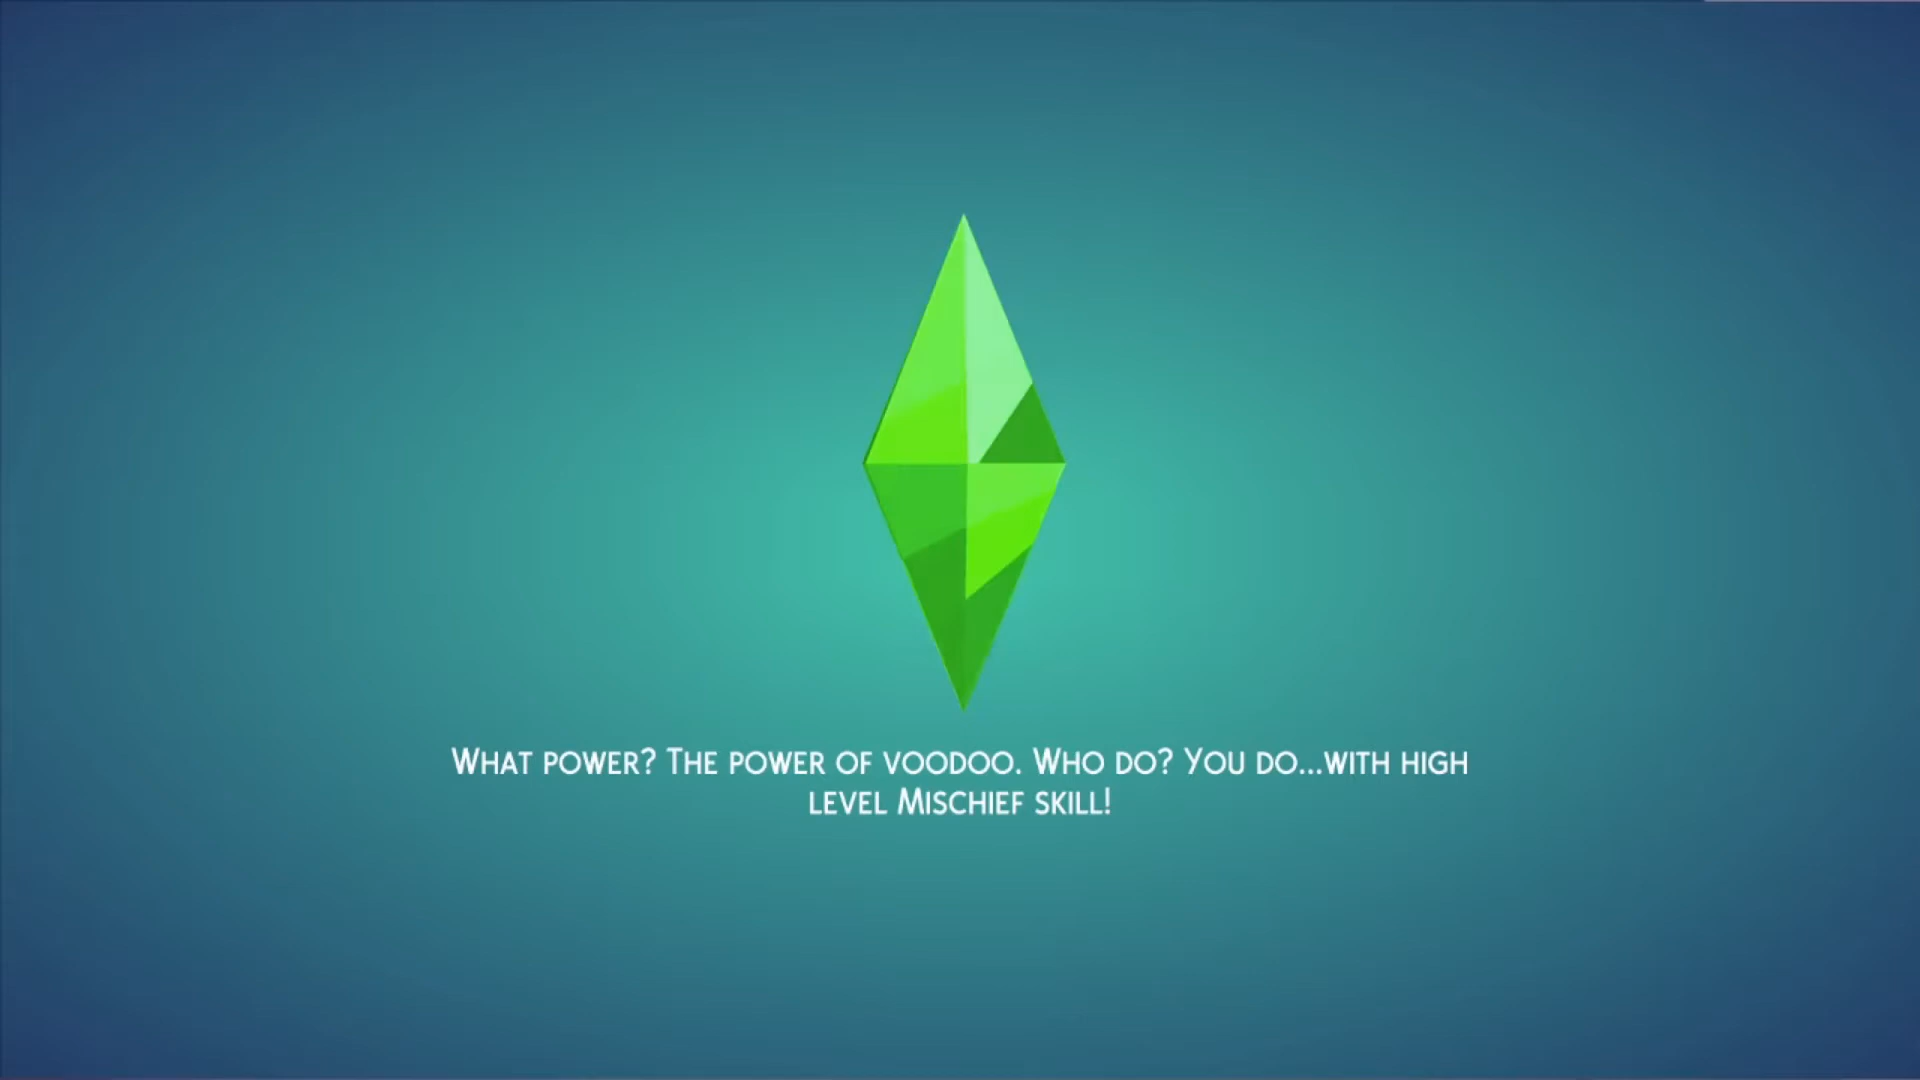 What power? The power of voodoo. Who do? You do...with high
level Mischief skill!